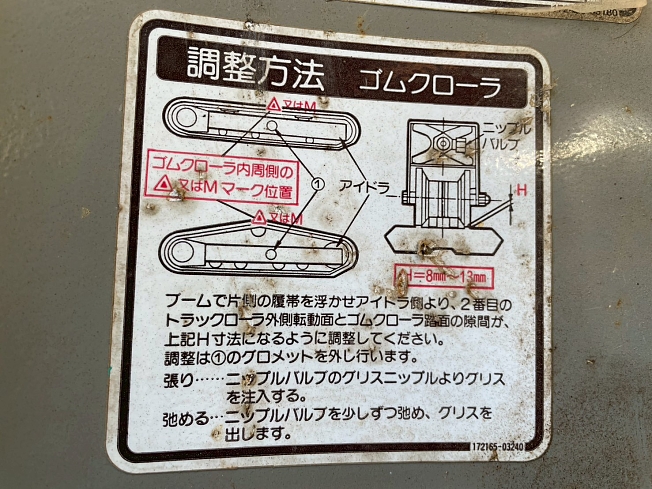 調整方法 ゴムクローラ
▲又はM
ニップル
バルブ
ゴムクローラ内周側の
▲又はMマーク位置
①
アイドラ
H
▲又はM
H=8mm〜13mm
ブームで片側の履帯を浮かせアイトラ側より、2番目の
トラックローラ外側転動面とゴムクローラ踏面の隙間が、
上記H寸法になるように調整してください。
調整は①のグロメットを外し行います。
張り……ニップルバルブのグリスニップルよりグリス
を注入する。
弛める…ニップルバルブを少しずつ弛め、グリスを
出します。
172165-03240